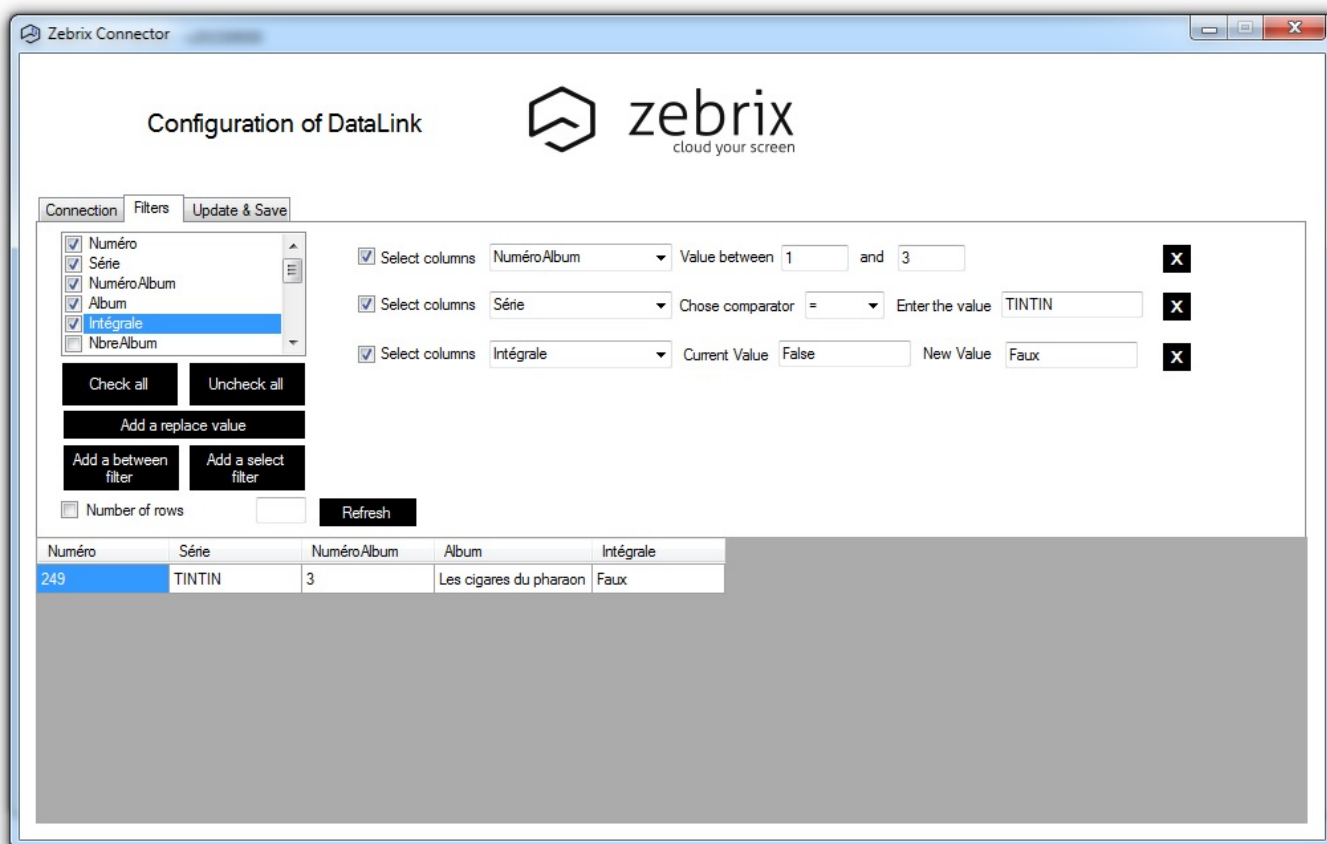 Zebrix Connector
Configuration of DataLink
zebrix
cloud your screen
Connection Filters Update & Save
Numéro
Série
NuméroAlbum
Album
Intégrale
NbreAlbum
Check all Uncheck all
Add a replace value
Add a between filter
Add a select filter
Number of rows Refresh
Select columns NuméroAlbum Value between 1 and 3 X
Select columns Série Chose comparator = Enter the value TINTIN X
Select columns Intégrale Current Value False New Value Faux X
Numéro Série NuméroAlbum Album Intégrale
249 TINTIN 3 Les cigares du pharaon Faux